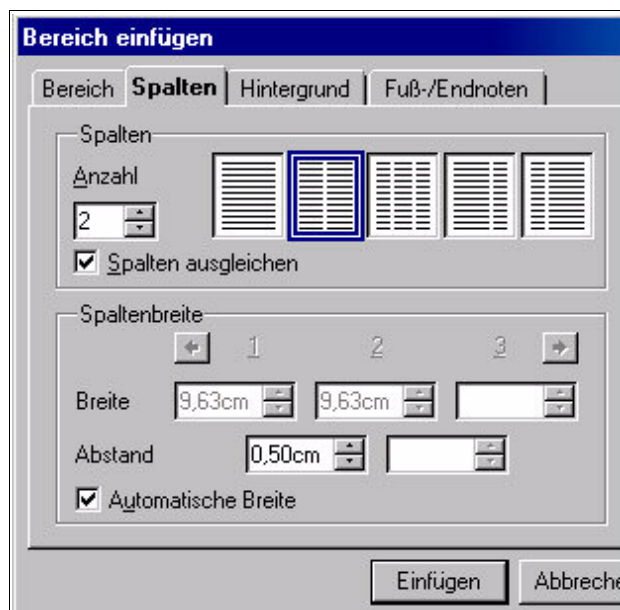 Bereich einfügen
Bereich Spalten Hintergrund Fuß-/Endnoten
Spalten
Anzahl
2
Spalten ausgleichen
Spaltenbreite
1 2 3
Breite 9,63cm 9,63cm
Abstand 0,50cm
Automatische Breite
Einfügen Abbreche